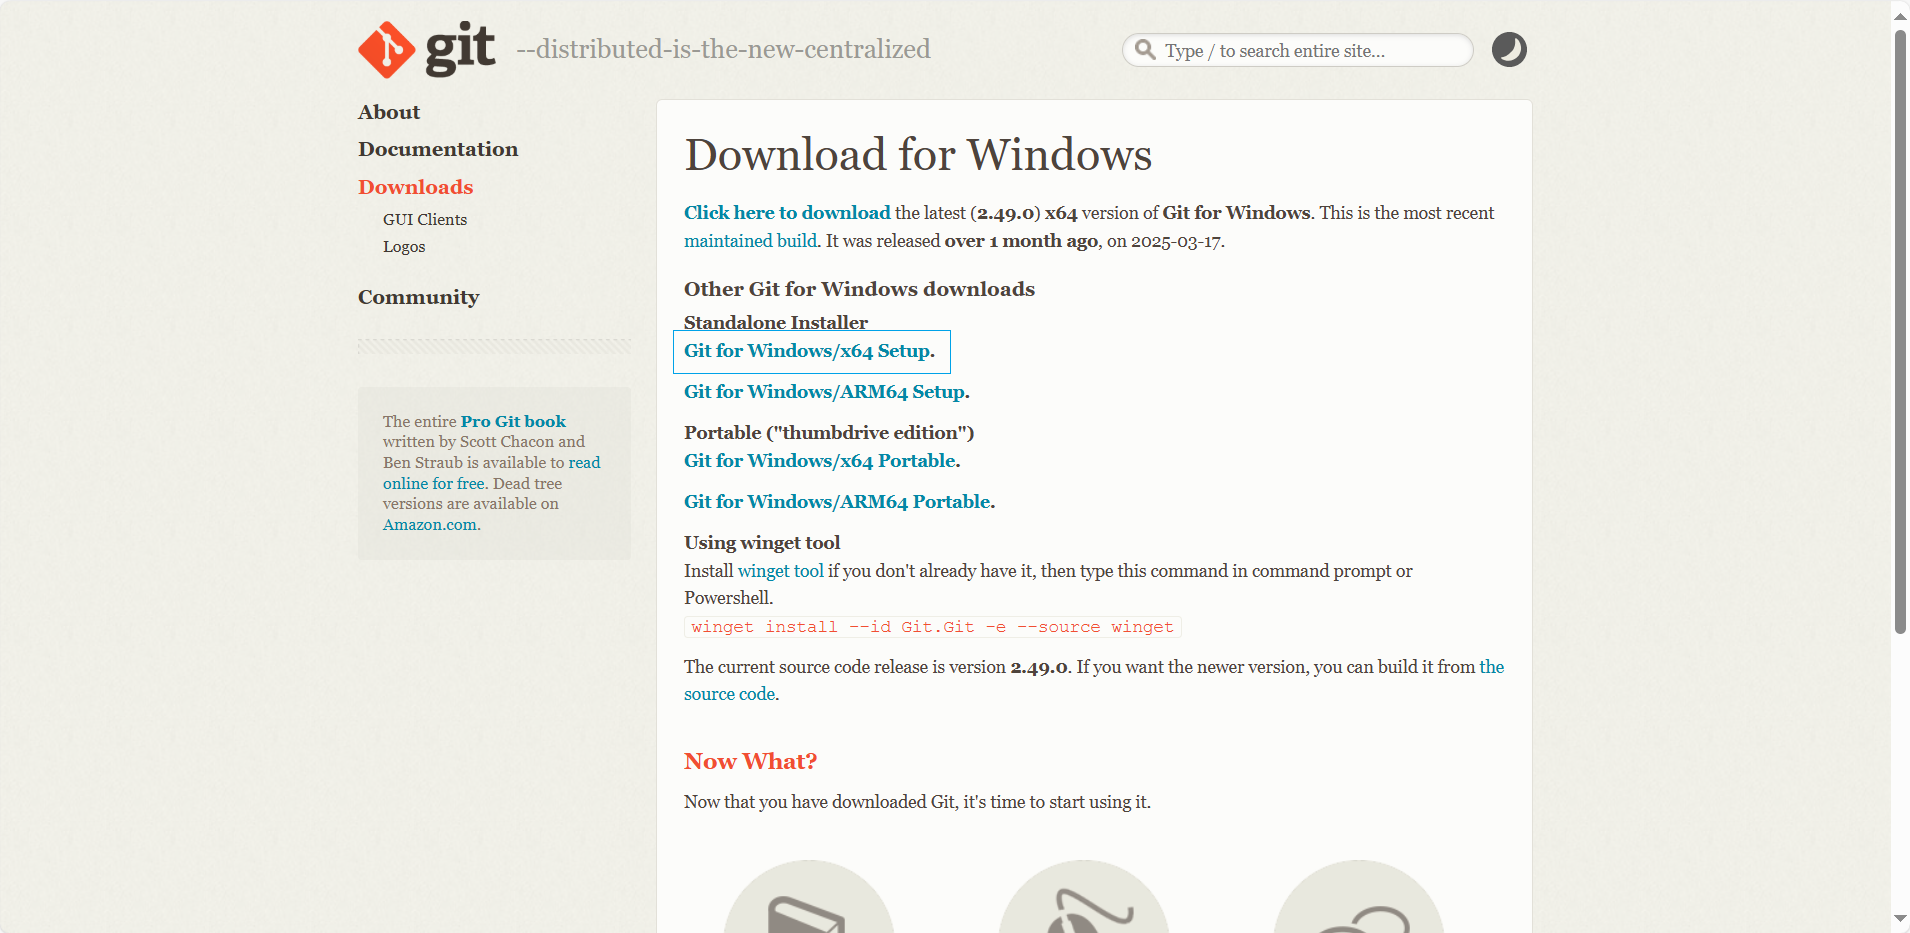 git --distributed-is-the-new-centralized
Type / to search entire site...
About
Documentation
Downloads
GUI Clients
Logos
Community
The entire Pro Git book
written by Scott Chacon and
Ben Straub is available to read
online for free. Dead tree
versions are available on
Amazon.com.
Download for Windows
Click here to download the latest (2.49.0) x64 version of Git for Windows. This is the most recent
maintained build. It was released over 1 month ago, on 2025-03-17.
Other Git for Windows downloads
Standalone Installer
Git for Windows/x64 Setup.
Git for Windows/ARM64 Setup.
Portable ("thumbdrive edition")
Git for Windows/x64 Portable.
Git for Windows/ARM64 Portable.
Using winget tool
Install winget tool if you don't already have it, then type this command in command prompt or
Powershell.
winget install --id Git.Git -e --source winget
The current source code release is version 2.49.0. If you want the newer version, you can build it from the
source code.
Now What?
Now that you have downloaded Git, it's time to start using it.